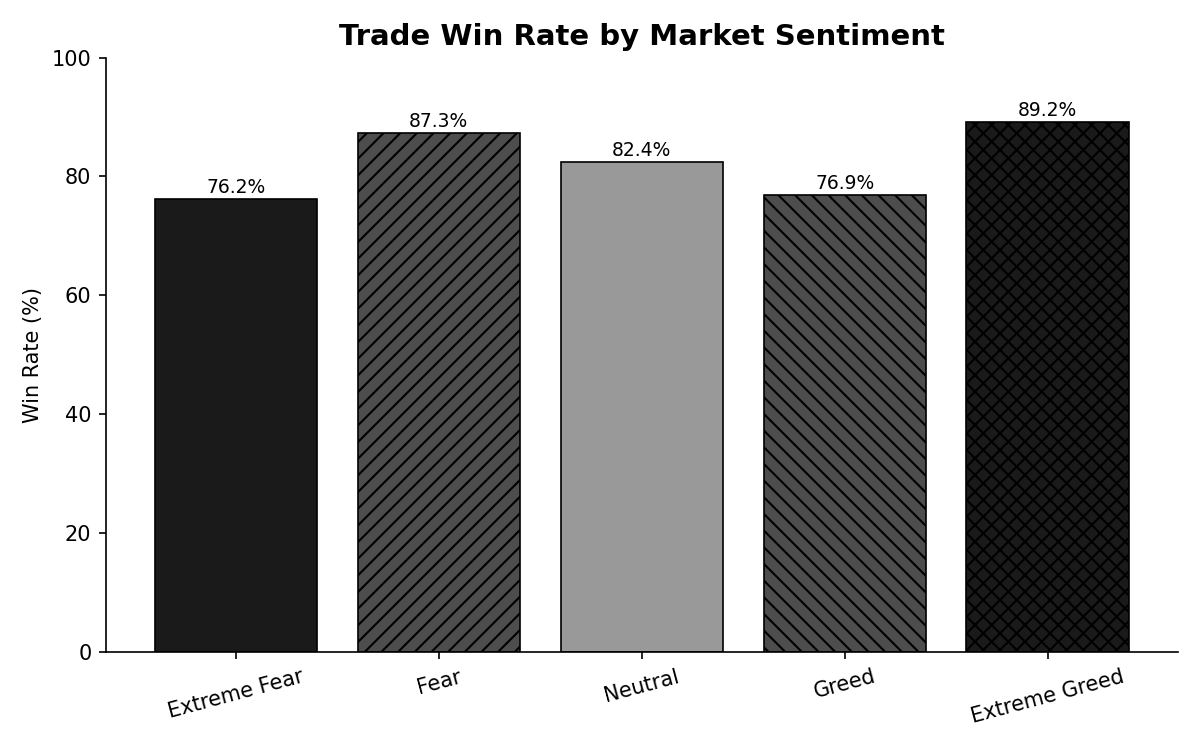 Trade Win Rate by Market Sentiment
100
80
60
40
20
0
Win Rate (%)
76.2%
87.3%
82.4%
76.9%
89.2%
Extreme Fear
Fear
Neutral
Greed
Extreme Greed